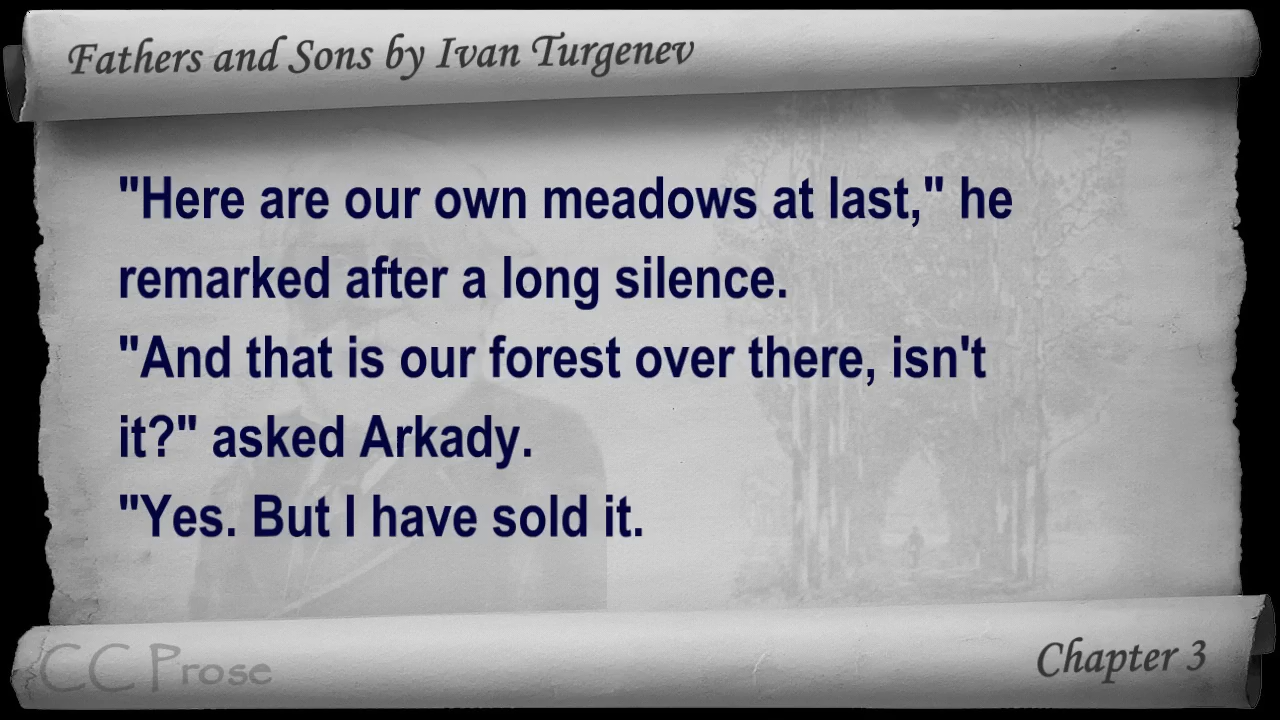 Fathers and Sons by Ivan Turgenev
"Here are our own meadows at last," he
remarked after a long silence.
"And that is our forest over there, isn't
it?" asked Arkady.
"Yes. But I have sold it.
CC Prose
Chapter 3